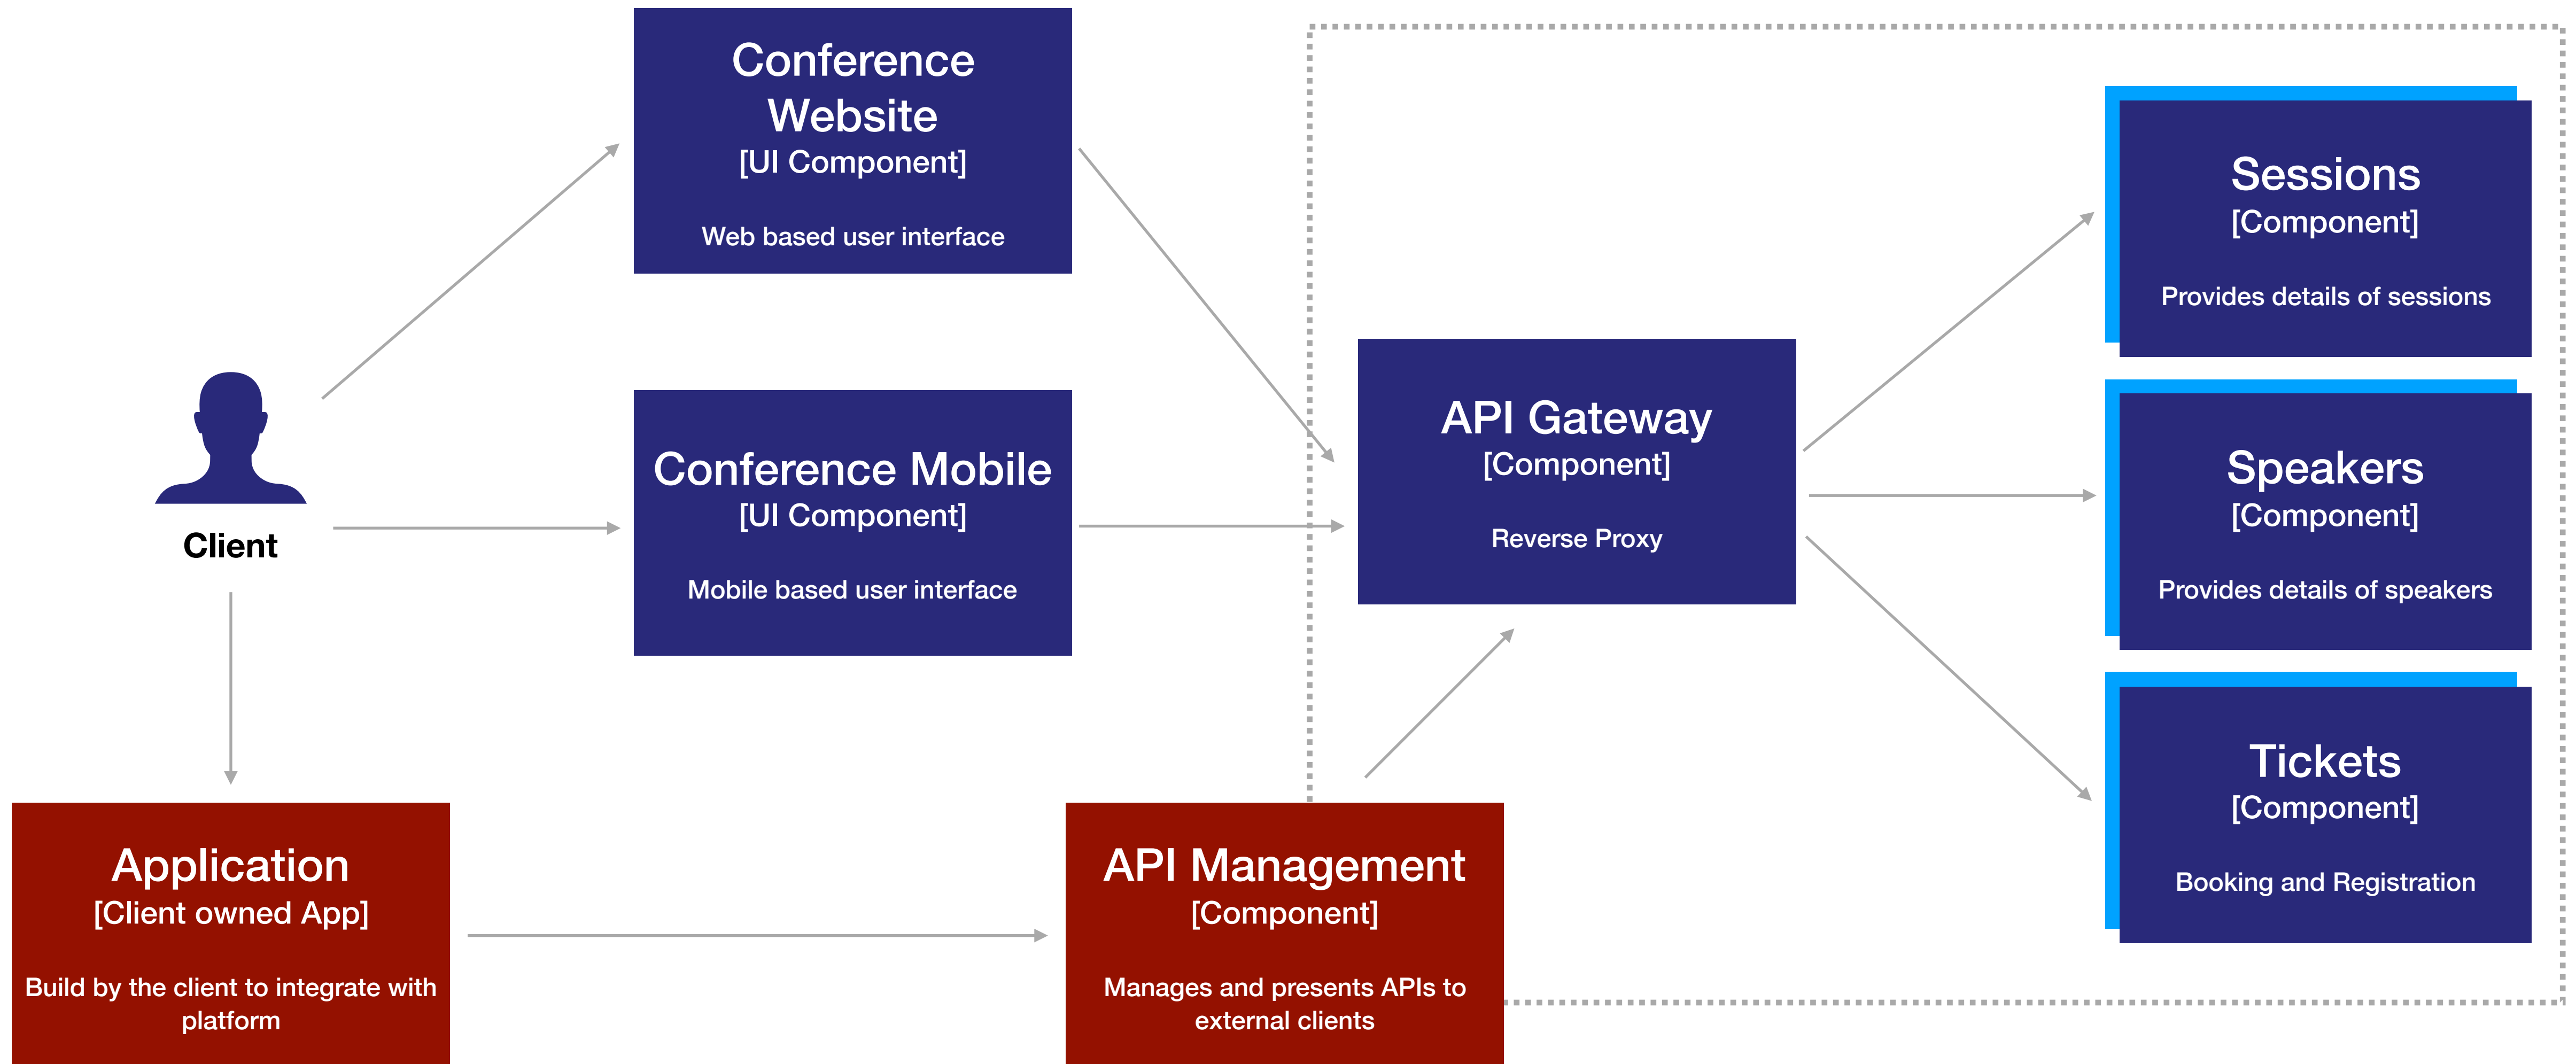 Conference
Website
[UI Component]
Web based user interface
Conference Mobile
[UI Component]
Mobile based user interface
Client
Application
[Client owned App]
Build by the client to integrate with
platform
API Management
[Component]
Manages and presents APIs to
external clients
API Gateway
[Component]
Reverse Proxy
Sessions
[Component]
Provides details of sessions
Speakers
[Component]
Provides details of speakers
Tickets
[Component]
Booking and Registration